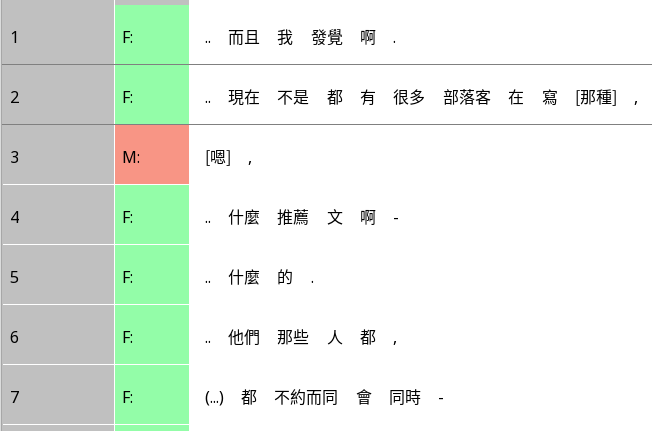 1 F: .. 而且 我 發覺 啊 .
2 F: .. 現在 不是 都 有 很多 部落客 在 寫 [那種] ,
3 M: [嗯] ,
4 F: .. 什麼 推薦 文 啊 -
5 F: .. 什麼 的 .
6 F: .. 他們 那些 人 都 ,
7 F: (...) 都 不約而同 會 同時 -